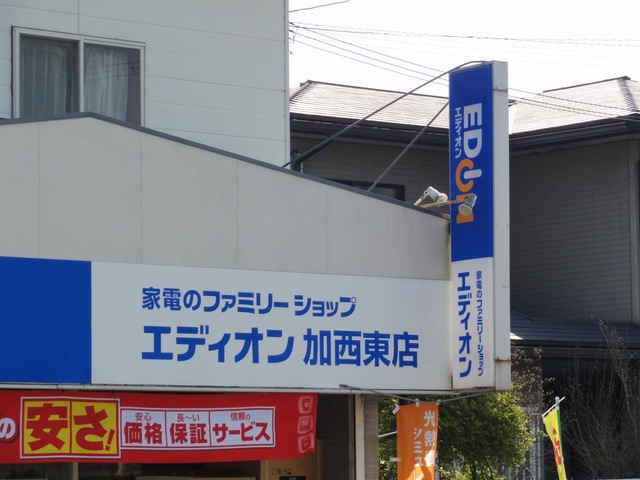 家電のファミリーショップ
エディオン 加西東店
EDION
エディオン
家電のファミリーショップ
エディオン
の
安さ!
安心
価格
長〜い
保証
信頼の
サービス